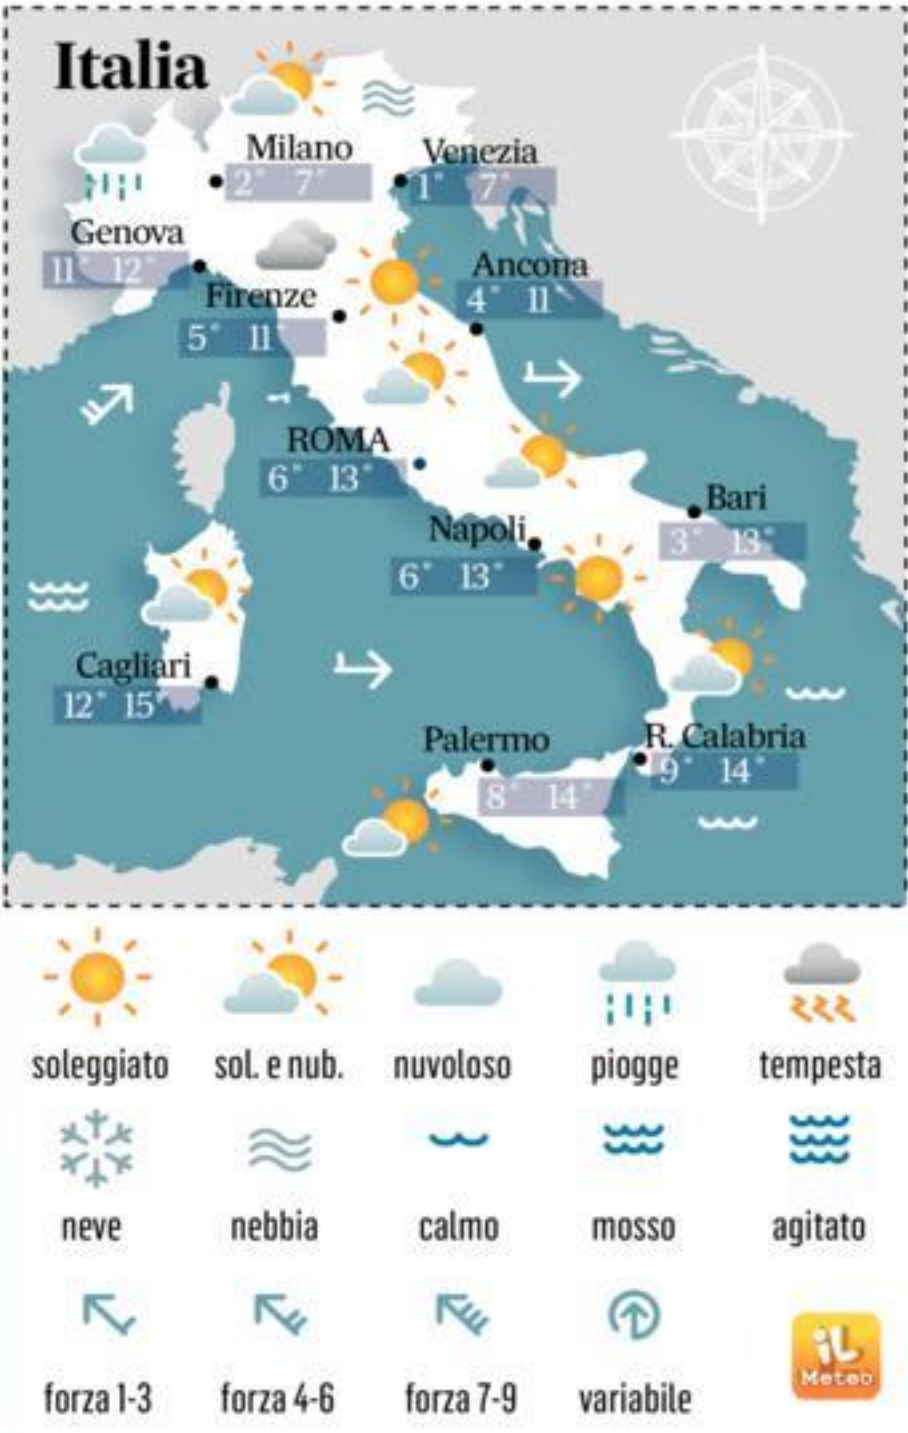 Italia
Milano
2° 7°
Venezia
1° 7°
Genova
11° 12°
Firenze
5° 11°
Ancona
4° 11°
ROMA
6° 13°
Bari
3° 13°
Napoli
6° 13°
Cagliari
12° 15°
Palermo
8° 14°
R. Calabria
9° 14°
soleggiato
sol. e nub.
nuvoloso
piogge
tempesta
neve
nebbia
calmo
mosso
agitato
forza 1-3
forza 4-6
forza 7-9
variabile
iL
Meteo